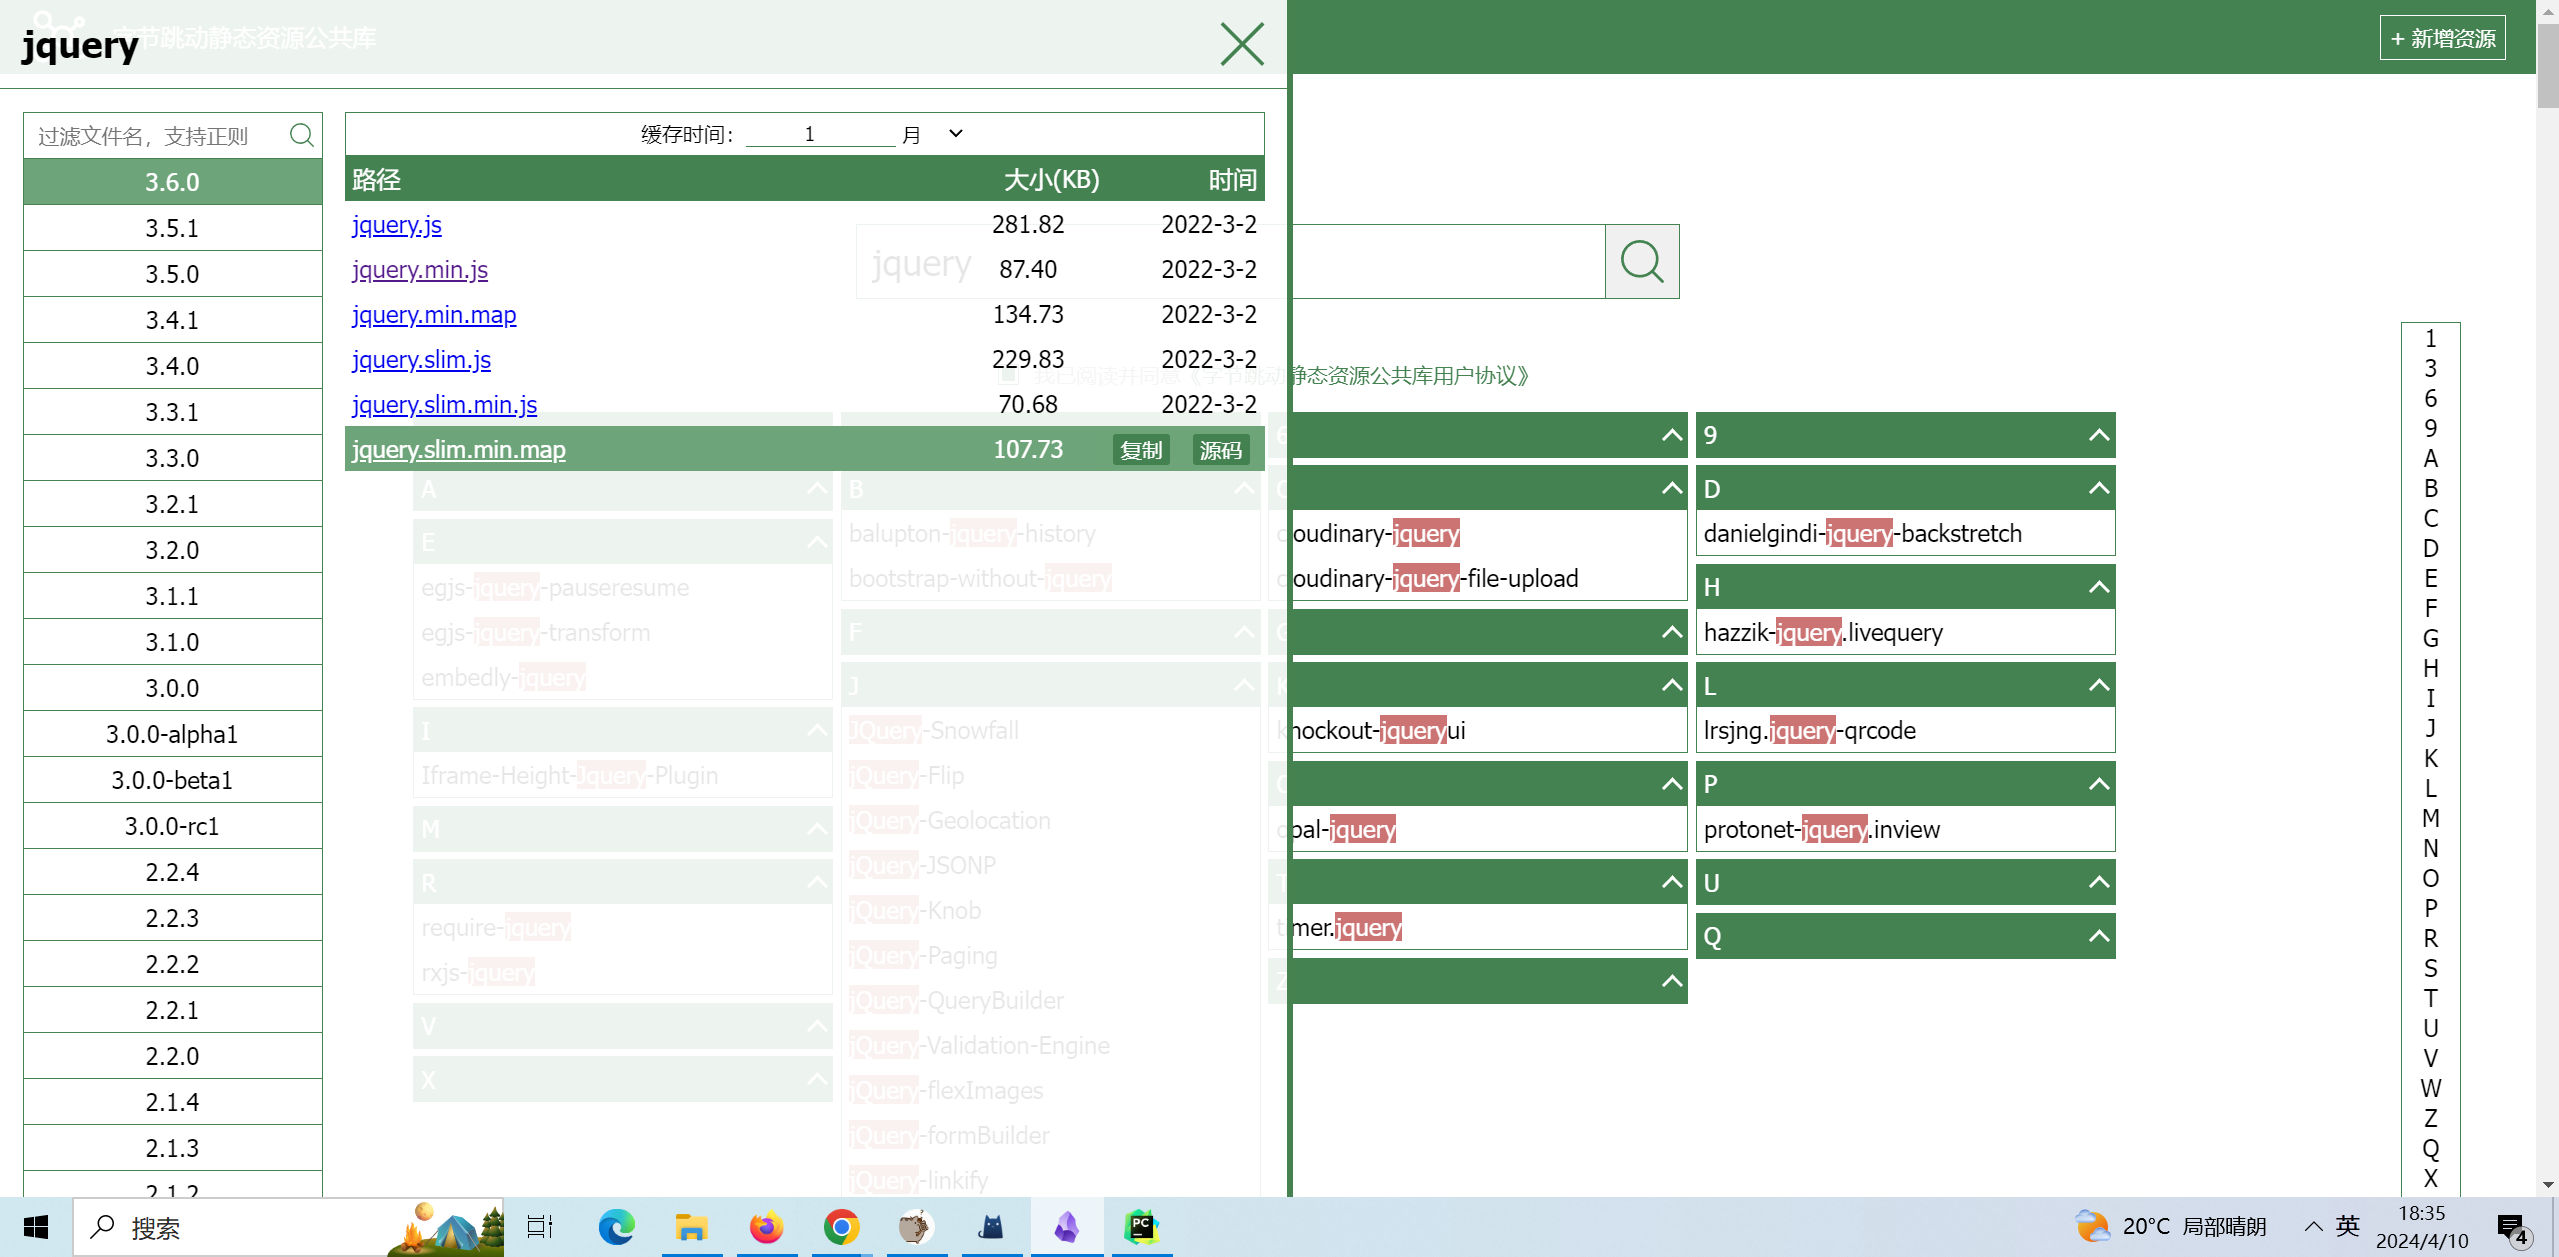 字节跳动静态资源公共库
jquery
+ 新增资源
过滤文件名，支持正则
3.6.0
3.5.1
3.5.0
3.4.1
3.4.0
3.3.1
3.3.0
3.2.1
3.2.0
3.1.1
3.1.0
3.0.0
3.0.0-alpha1
3.0.0-beta1
3.0.0-rc1
2.2.4
2.2.3
2.2.2
2.2.1
2.2.0
2.1.4
2.1.3
2.1.2
缓存时间： 1 月
路径 大小(KB) 时间
jquery.js 281.82 2022-3-2
jquery.min.js 87.40 2022-3-2
jquery.min.map 134.73 2022-3-2
jquery.slim.js 229.83 2022-3-2
jquery.slim.min.js 70.68 2022-3-2
jquery.slim.min.map 107.73 复制 源码
jquery
我已阅读并同意《字节跳动静态资源公共库用户协议》
A
E
egjs-jquery-pauseresume
egjs-jquery-transform
embedly-jquery
I
Iframe-Height-Jquery-Plugin
M
R
require-jquery
rxjs-jquery
V
X
B
balupton-jquery-history
bootstrap-without-jquery
F
J
JQuery-Snowfall
jQuery-Flip
jQuery-Geolocation
jQuery-JSONP
jQuery-Knob
jQuery-Paging
jQuery-QueryBuilder
jQuery-Validation-Engine
jQuery-flexImages
jQuery-formBuilder
jQuery-linkify
6
C
cloudinary-jquery
cloudinary-jquery-file-upload
G
K
knockout-jqueryui
O
opal-jquery
T
timer.jquery
Z
9
D
danielgindi-jquery-backstretch
H
hazzik-jquery.livequery
L
lrsjng.jquery-qrcode
P
protonet-jquery.inview
U
Q
1
3
6
9
A
B
C
D
E
F
G
H
I
J
K
L
M
N
O
P
R
S
T
U
V
W
Z
Q
X
搜索
PC
20°C 局部晴朗
英
18:35
2024/4/10
4